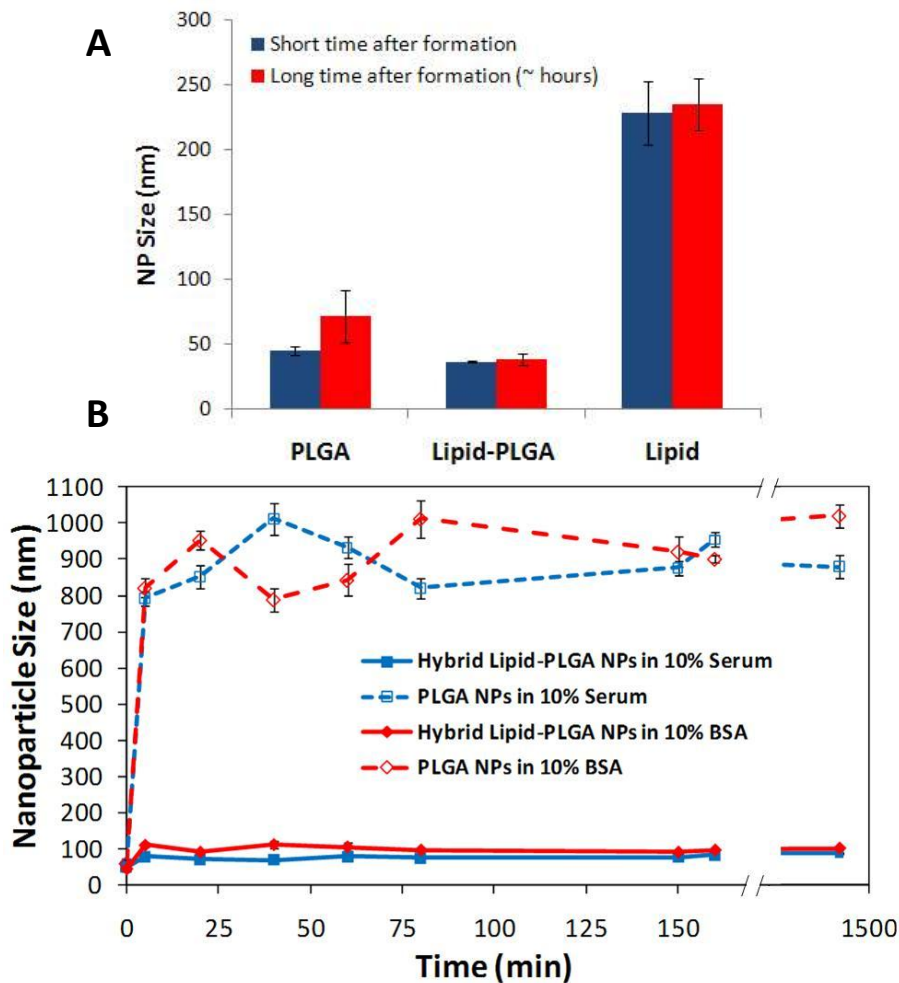 A
300
250
200
150
100
50
0
NP Size (nm)
Short time after formation
Long time after formation (~ hours)
PLGA Lipid-PLGA Lipid
B
1100
1000
900
800
700
600
500
400
300
200
100
0
Nanoparticle Size (nm)
Hybrid Lipid-PLGA NPs in 10% Serum
PLGA NPs in 10% Serum
Hybrid Lipid-PLGA NPs in 10% BSA
PLGA NPs in 10% BSA
0 25 50 75 100 125 150 1500
Time (min)